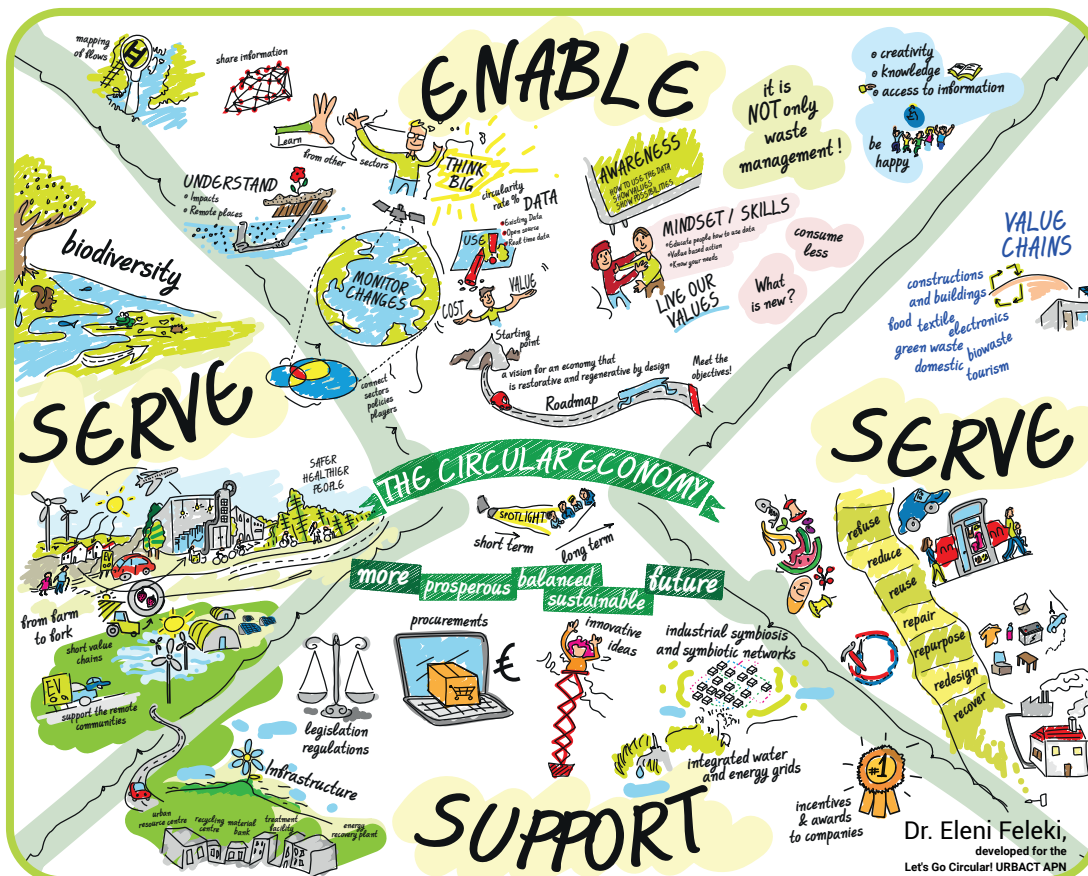 mapping
of flows
share information
ENABLE
Learn
from other
sectors
THINK
BIG
UNDERSTAND
• Impacts
• Remote places
circularity
rate %
DATA
•Existing Data
•Open source
•Real time data
USE
MONITOR
CHANGES
COST
VALUE
Starting
point
a vision for an economy that
is restorative and regenerative by design
Roadmap
Meet the
objectives!
connect
sectors
policies
players
AWARENESS
HOW TO USE THE DATA
SHOW VALUES
SHOW POSSIBILITIES
MINDSET / SKILLS
•Educate people how to use data
•Value based action
•Know your needs
LIVE OUR
VALUES
it is
NOT only
waste
management!
consume
less
What
is new?
• creativity
• knowledge
• access to information
be
happy
biodiversity
SERVE
SAFER
HEALTHIER
PEOPLE
EV
from farm
to fork
short value
chains
EV
support the remote
communities
VALUE
CHAINS
constructions
and buildings
food
textile
electronics
green waste
biowaste
domestic
tourism
SERVE
refuse
reduce
reuse
repair
repurpose
redesign
recover
THE CIRCULAR ECONOMY
SPOTLIGHT
short term
long term
more
prosperous
balanced
sustainable
future
legislation
regulations
procurements
€
innovative
ideas
industrial symbiosis
and symbiotic networks
integrated water
and energy grids
Infrastructure
urban
resource centre
recycling
centre
material
bank
treatment
facility
energy
recovery plant
SUPPORT
#1
incentives
& awards
to companies
Dr. Eleni Feleki,
developed for the
Let's Go Circular! URBACT APN